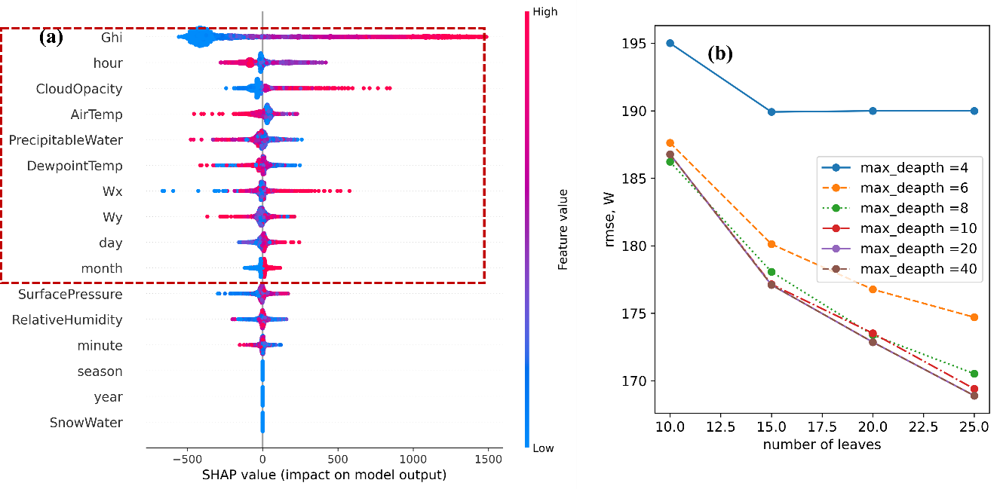 (a)
Ghi
hour
CloudOpacity
AirTemp
PrecipitableWater
DewpointTemp
Wx
Wy
day
month
SurfacePressure
RelativeHumidity
minute
season
year
SnowWater
−500 0 500 1000 1500
SHAP value (impact on model output)
High
Feature value
Low
(b)
195
190
185
180
175
170
rmse, W
max_deapth =4
max_deapth =6
max_deapth =8
max_deapth =10
max_deapth =20
max_deapth =40
10.0 12.5 15.0 17.5 20.0 22.5 25.0
number of leaves